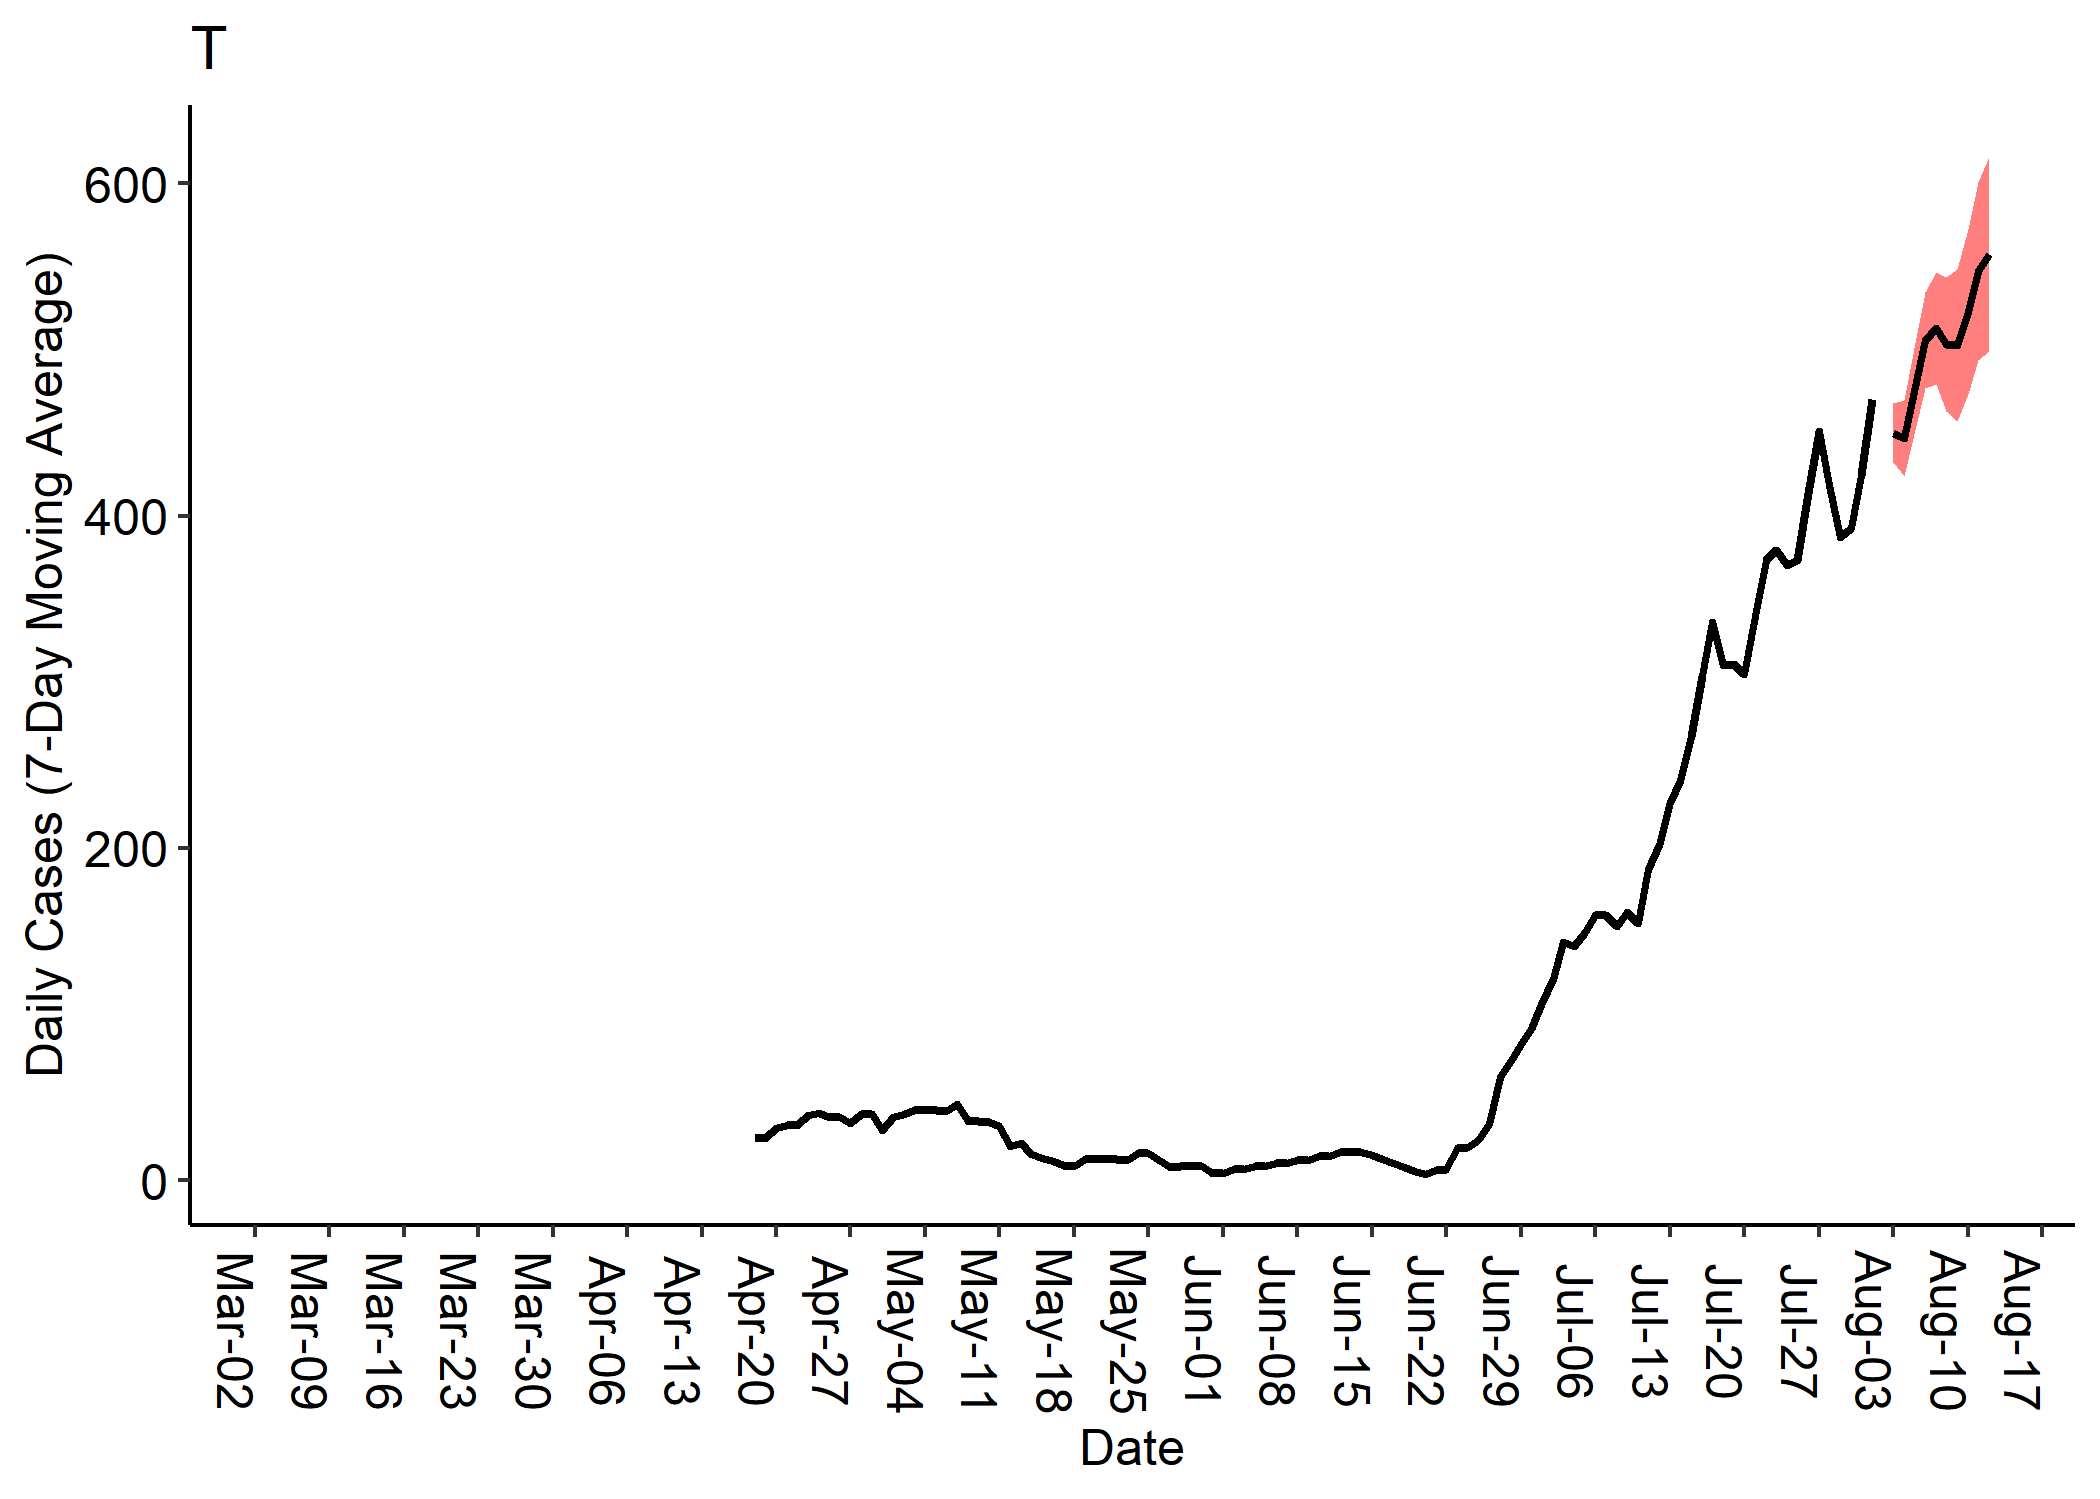 T
Daily Cases (7-Day Moving Average)
600
400
200
0
Mar-02
Mar-09
Mar-16
Mar-23
Mar-30
Apr-06
Apr-13
Apr-20
Apr-27
May-04
May-11
May-18
May-25
Jun-01
Jun-08
Jun-15
Jun-22
Jun-29
Jul-06
Jul-13
Jul-20
Jul-27
Aug-03
Aug-10
Aug-17
Date